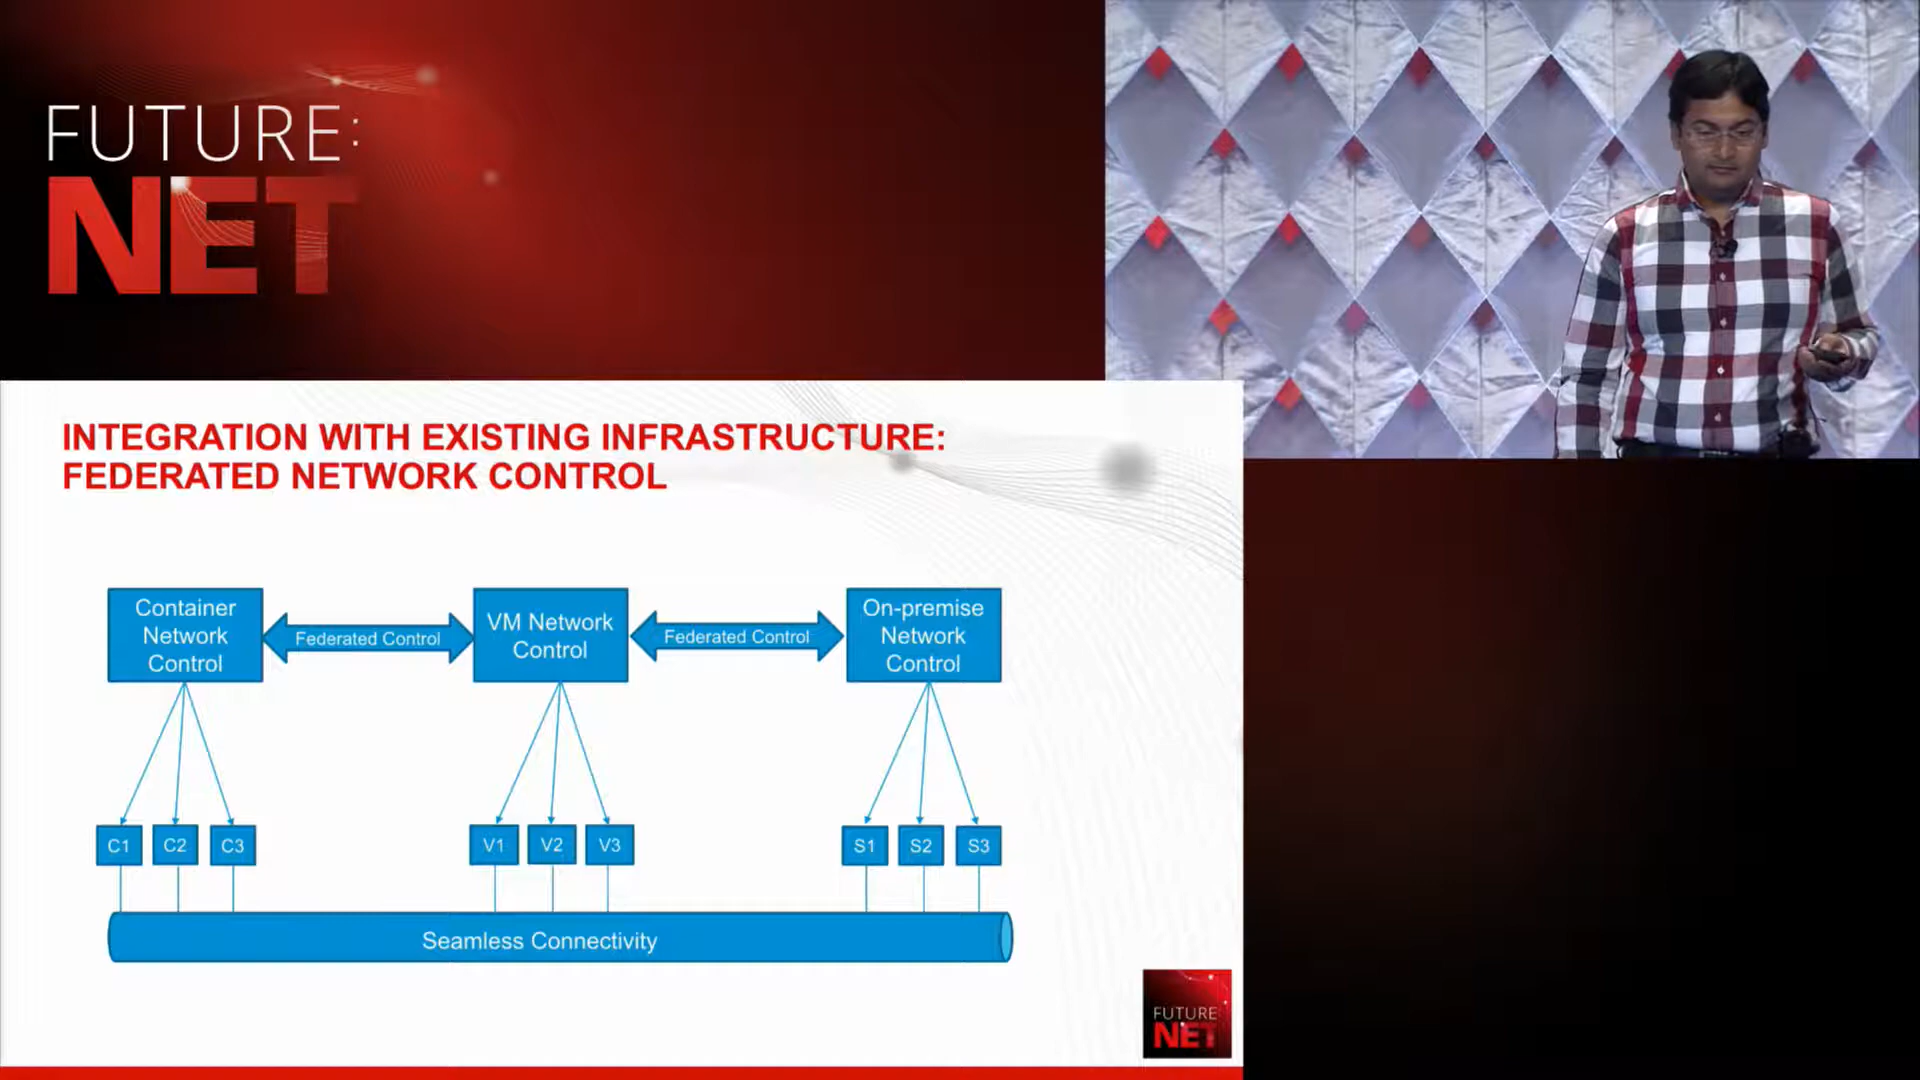 FUTURE:
NET
INTEGRATION WITH EXISTING INFRASTRUCTURE:
FEDERATED NETWORK CONTROL
Container
Network
Control
Federated Control
VM Network
Control
Federated Control
On-premise
Network
Control
C1
C2
C3
V1
V2
V3
S1
S2
S3
Seamless Connectivity
FUTURE
NET